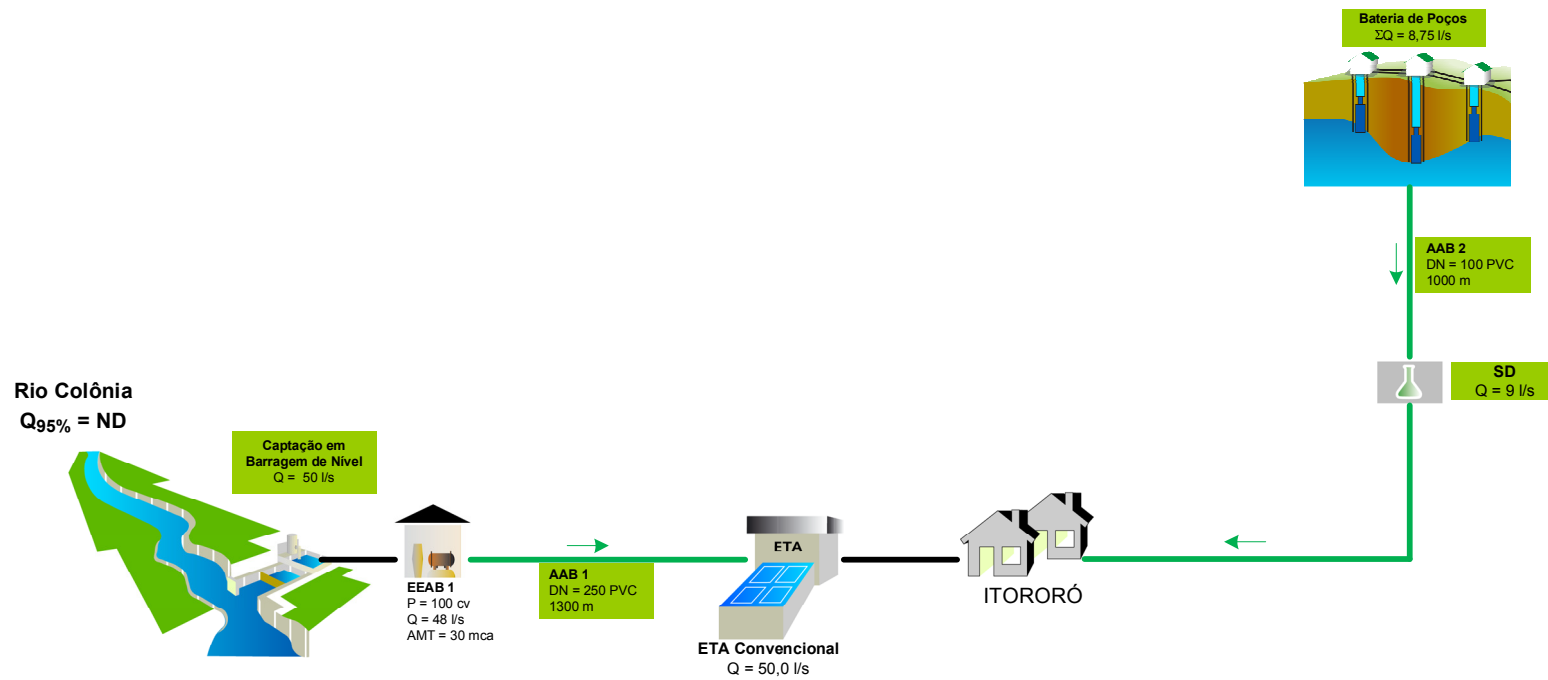 Bateria de Poços
ΣQ = 8,75 l/s
AAB 2
DN = 100 PVC
1000 m
SD
Q = 9 l/s
Rio Colônia
Q95% = ND
Captação em
Barragem de Nível
Q = 50 l/s
EEAB 1
P = 100 cv
Q = 48 l/s
AMT = 30 mca
AAB 1
DN = 250 PVC
1300 m
ETA
ETA Convencional
Q = 50,0 l/s
ITORORÓ